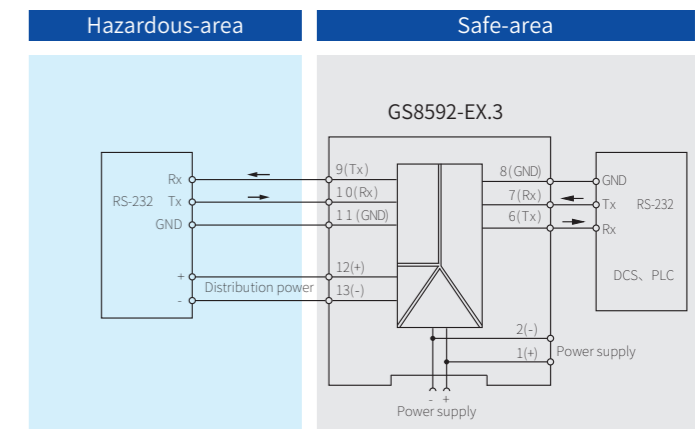 Hazardous-area
Safe-area
GS8592-EX.3
RS-232
Rx
Tx
GND
+
-
Distribution power
9(Tx)
10(Rx)
11(GND)
12(+)
13(-)
8(GND)
7(Rx)
6(Tx)
2(-)
1(+)
Power supply
- +
Power supply
GND
Tx
Rx
RS-232
DCS、PLC